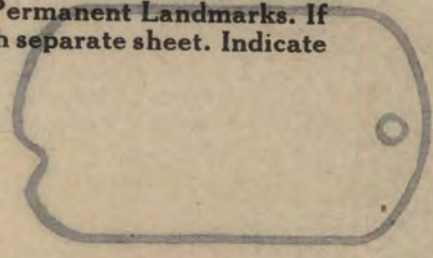 Permanent Landmarks. If
separate sheet. Indicate